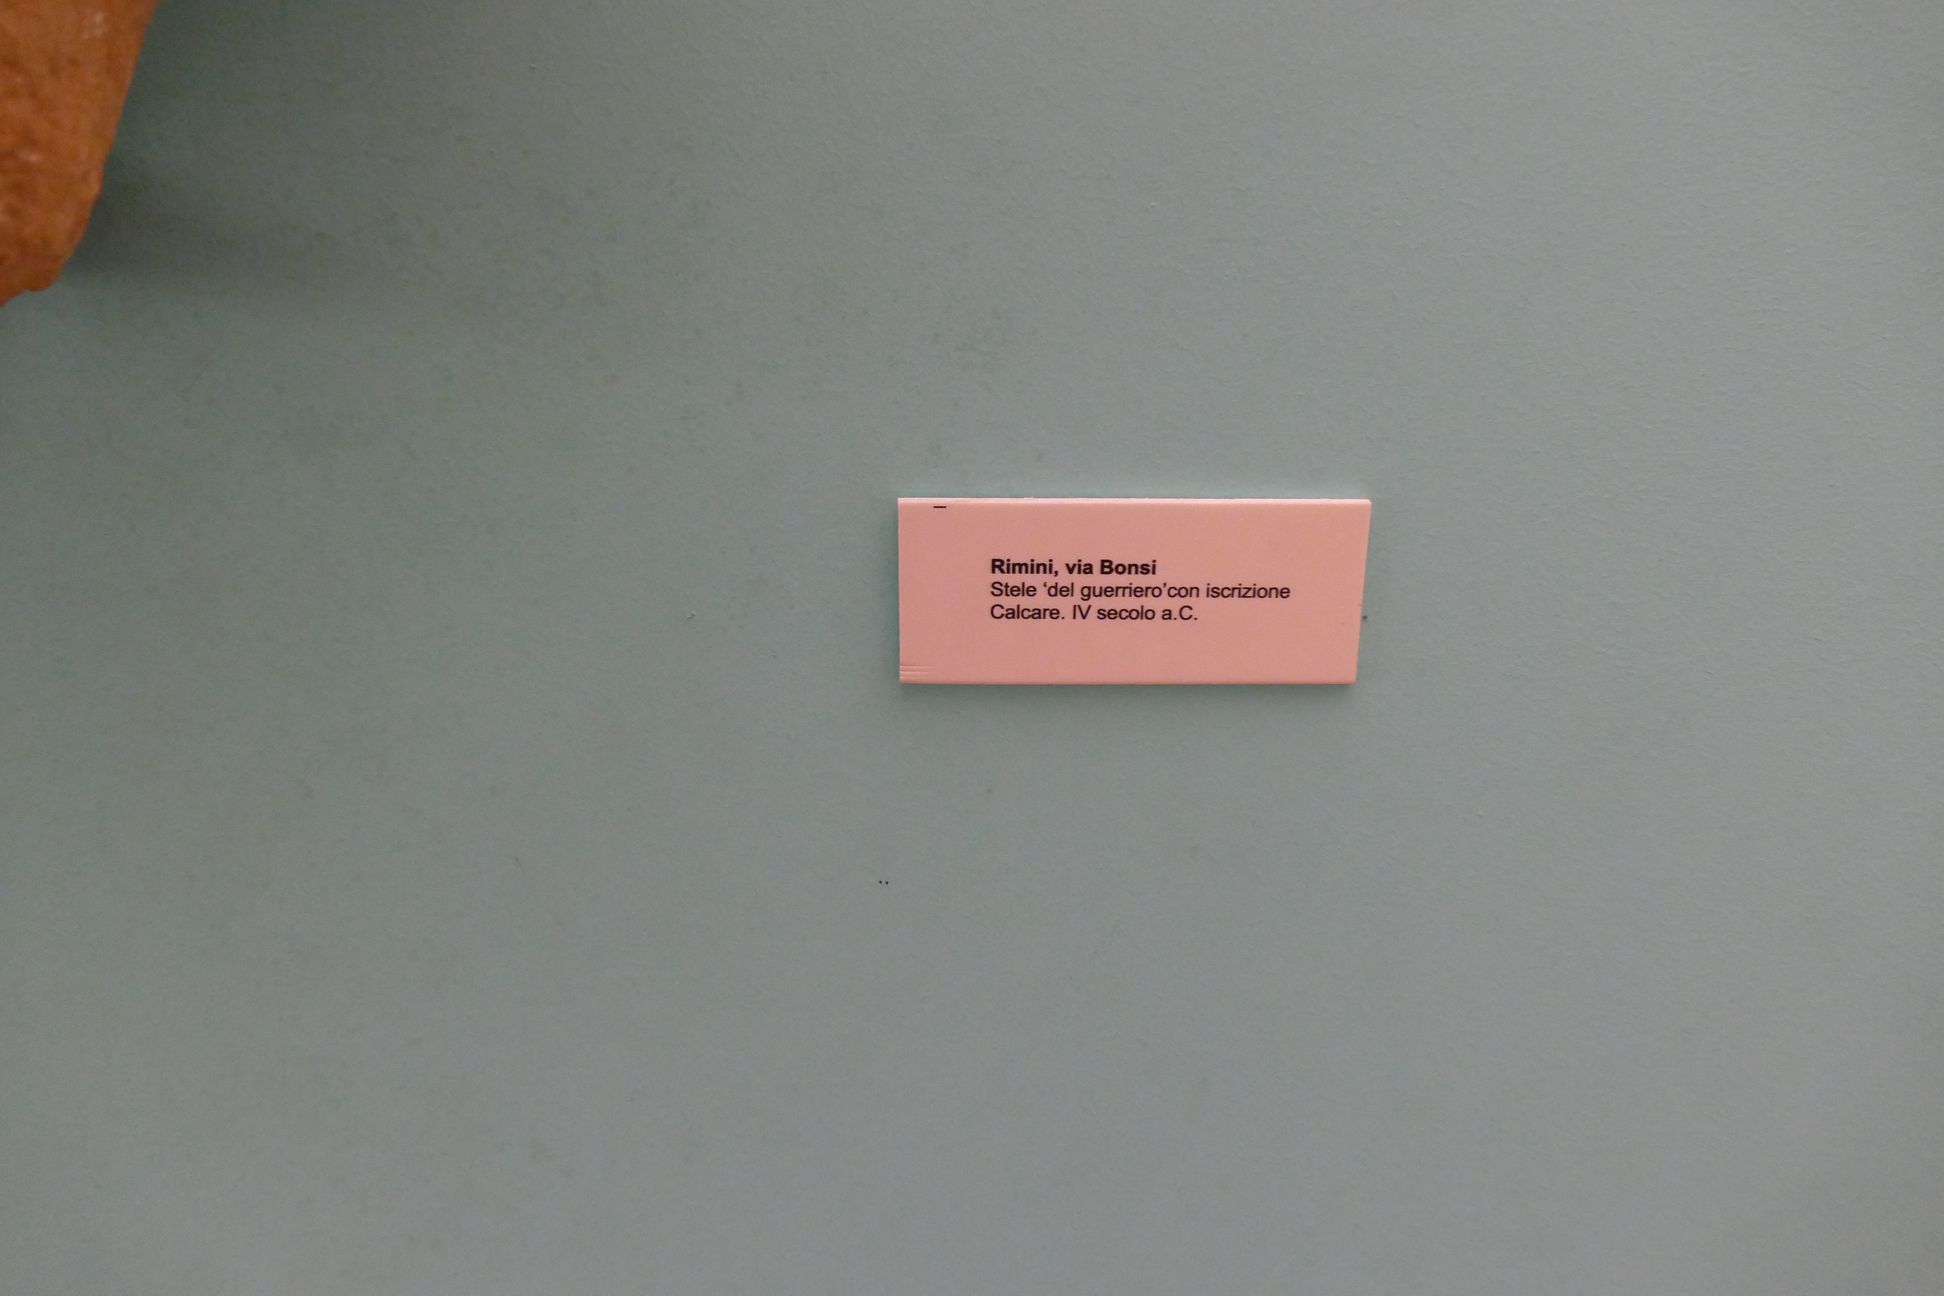 Rimini, via Bonsi
Stele ‘del guerriero’con iscrizione
Calcare. IV secolo a.C.